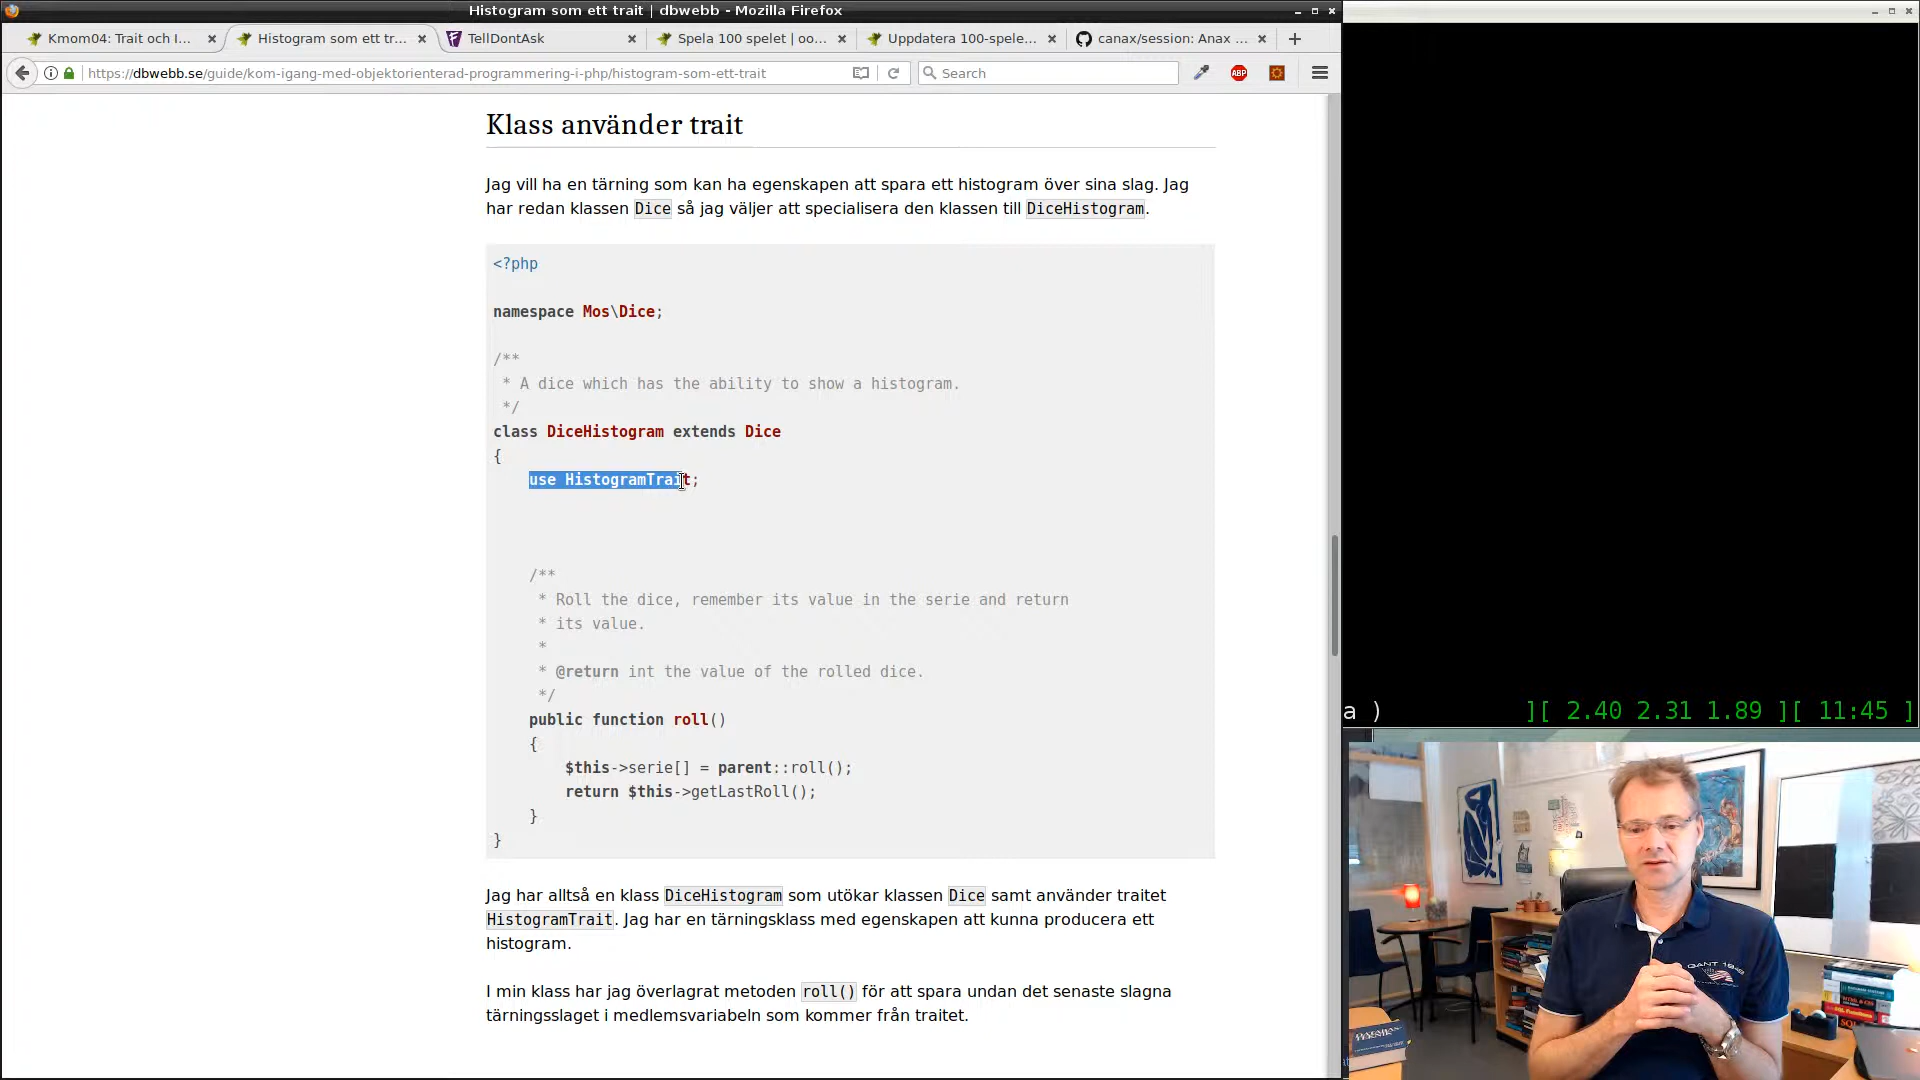 Histogram som ett trait | dbwebb - Mozilla Firefox
Kmom04: Trait och I...
Histogram som ett tr...
TellDontAsk
Spela 100 spelet | oo...
Uppdatera 100-spele...
canax/session: Anax ...
https://dbwebb.se/guide/kom-igang-med-objektorienterad-programmering-i-php/histogram-som-ett-trait
Search
ABP
Klass använder trait
Jag vill ha en tärning som kan ha egenskapen att spara ett histogram över sina slag. Jag
har redan klassen Dice så jag väljer att specialisera den klassen till DiceHistogram.
<?php
namespace Mos\Dice;
/**
* A dice which has the ability to show a histogram.
*/
class DiceHistogram extends Dice
{
use HistogramTrait;
/**
* Roll the dice, remember its value in the serie and return
* its value.
*
* @return int the value of the rolled dice.
*/
public function roll()
{
$this->serie[] = parent::roll();
return $this->getLastRoll();
}
}
Jag har alltså en klass DiceHistogram som utökar klassen Dice samt använder traitet
HistogramTrait. Jag har en tärningsklass med egenskapen att kunna producera ett
histogram.
I min klass har jag överlagrat metoden roll() för att spara undan det senaste slagna
tärningsslaget i medlemsvariabeln som kommer från traitet.
a ) ][ 2.40 2.31 1.89 ][ 11:45 ]
GANT 1949